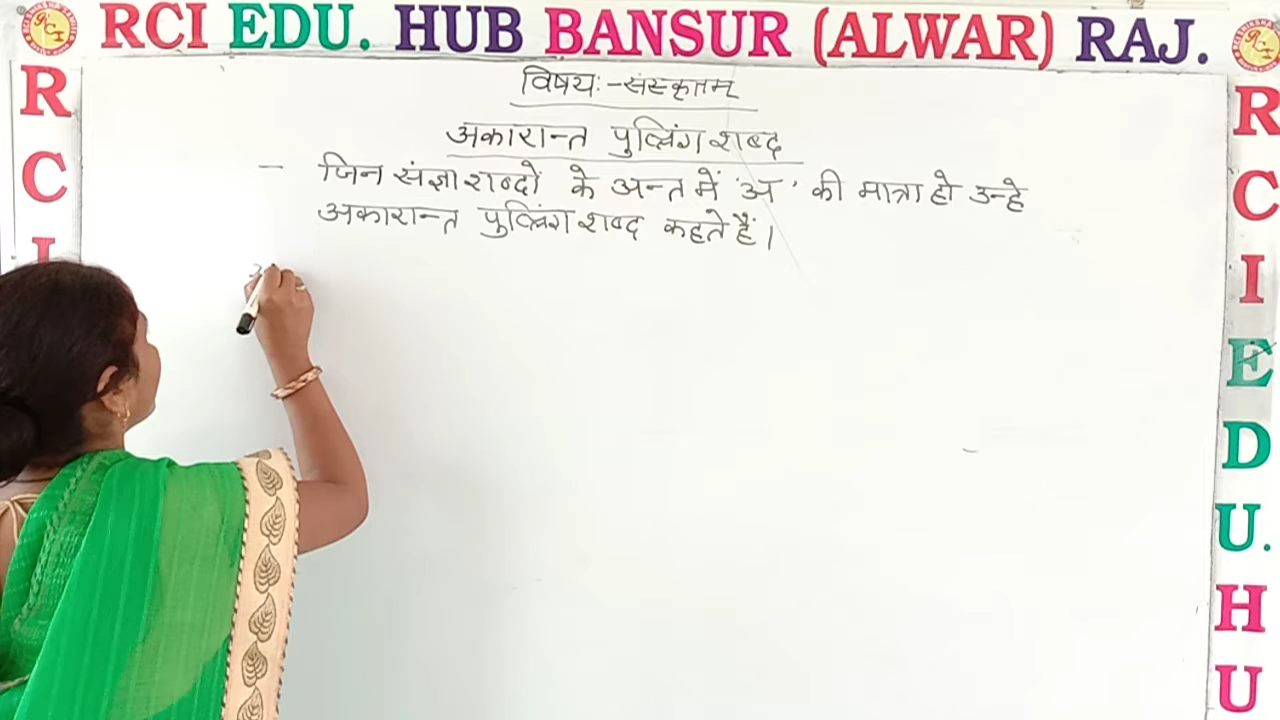 RCI EDU. HUB BANSUR (ALWAR) RAJ.
विषयः-संस्कृतम्
अकारान्त पुल्लिंग शब्द
- जिन संज्ञा शब्दों के अन्त में 'अ' की मात्रा हो उन्हे
अकारान्त पुल्लिंग शब्द कहते हैं।
R
C
I
R
C
I
E
D
U.
H
U